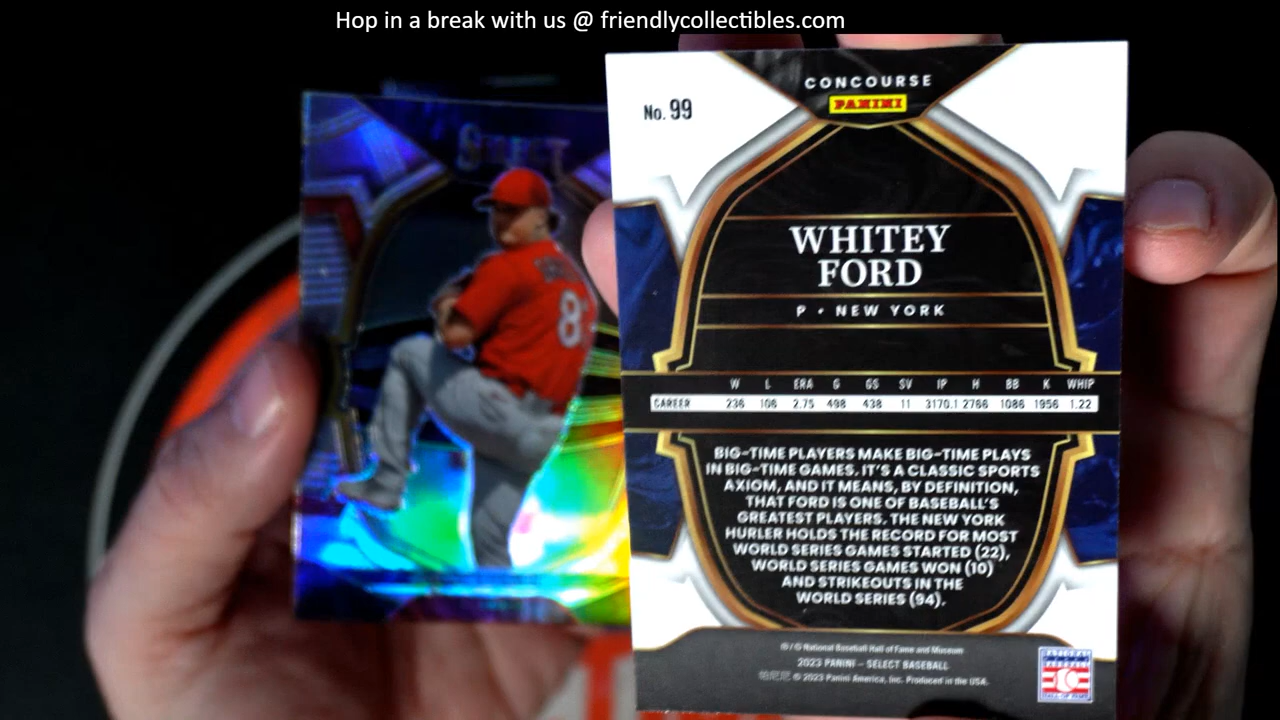 Hop in a break with us @ friendlycollectibles.com
SELECT
8
CONCOURSE
PANINI
No. 99
WHITEY
FORD
P • NEW YORK
W L ERA G GS SV IP H BB K WHIP
CAREER 236 106 2.75 498 438 11 3170.1 2766 1086 1956 1.22
BIG-TIME PLAYERS MAKE BIG-TIME PLAYS
IN BIG-TIME GAMES. IT'S A CLASSIC SPORTS
AXIOM, AND IT MEANS, BY DEFINITION,
THAT FORD IS ONE OF BASEBALL'S
GREATEST PLAYERS. THE NEW YORK
HURLER HOLDS THE RECORD FOR MOST
WORLD SERIES GAMES STARTED (22),
WORLD SERIES GAMES WON (10)
AND STRIKEOUTS IN THE
WORLD SERIES (94).
®/© National Baseball Hall of Fame and Museum
2023 PANINI – SELECT BASEBALL
帕尼尼 © 2023 Panini America, Inc. Produced in the USA.